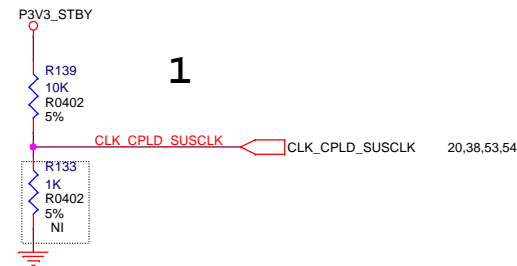 P3V3_STBY
1
R139
10K
R0402
5%
CLK_CPLD_SUSCLK
CLK_CPLD_SUSCLK 20,38,53,54
R133
1K
R0402
5%
NI